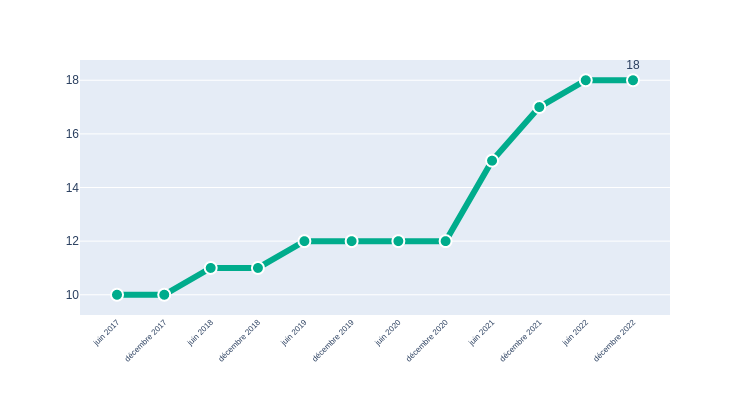 18
18
16
14
12
10
juin 2017
décembre 2017
juin 2018
décembre 2018
juin 2019
décembre 2019
juin 2020
décembre 2020
juin 2021
décembre 2021
juin 2022
décembre 2022